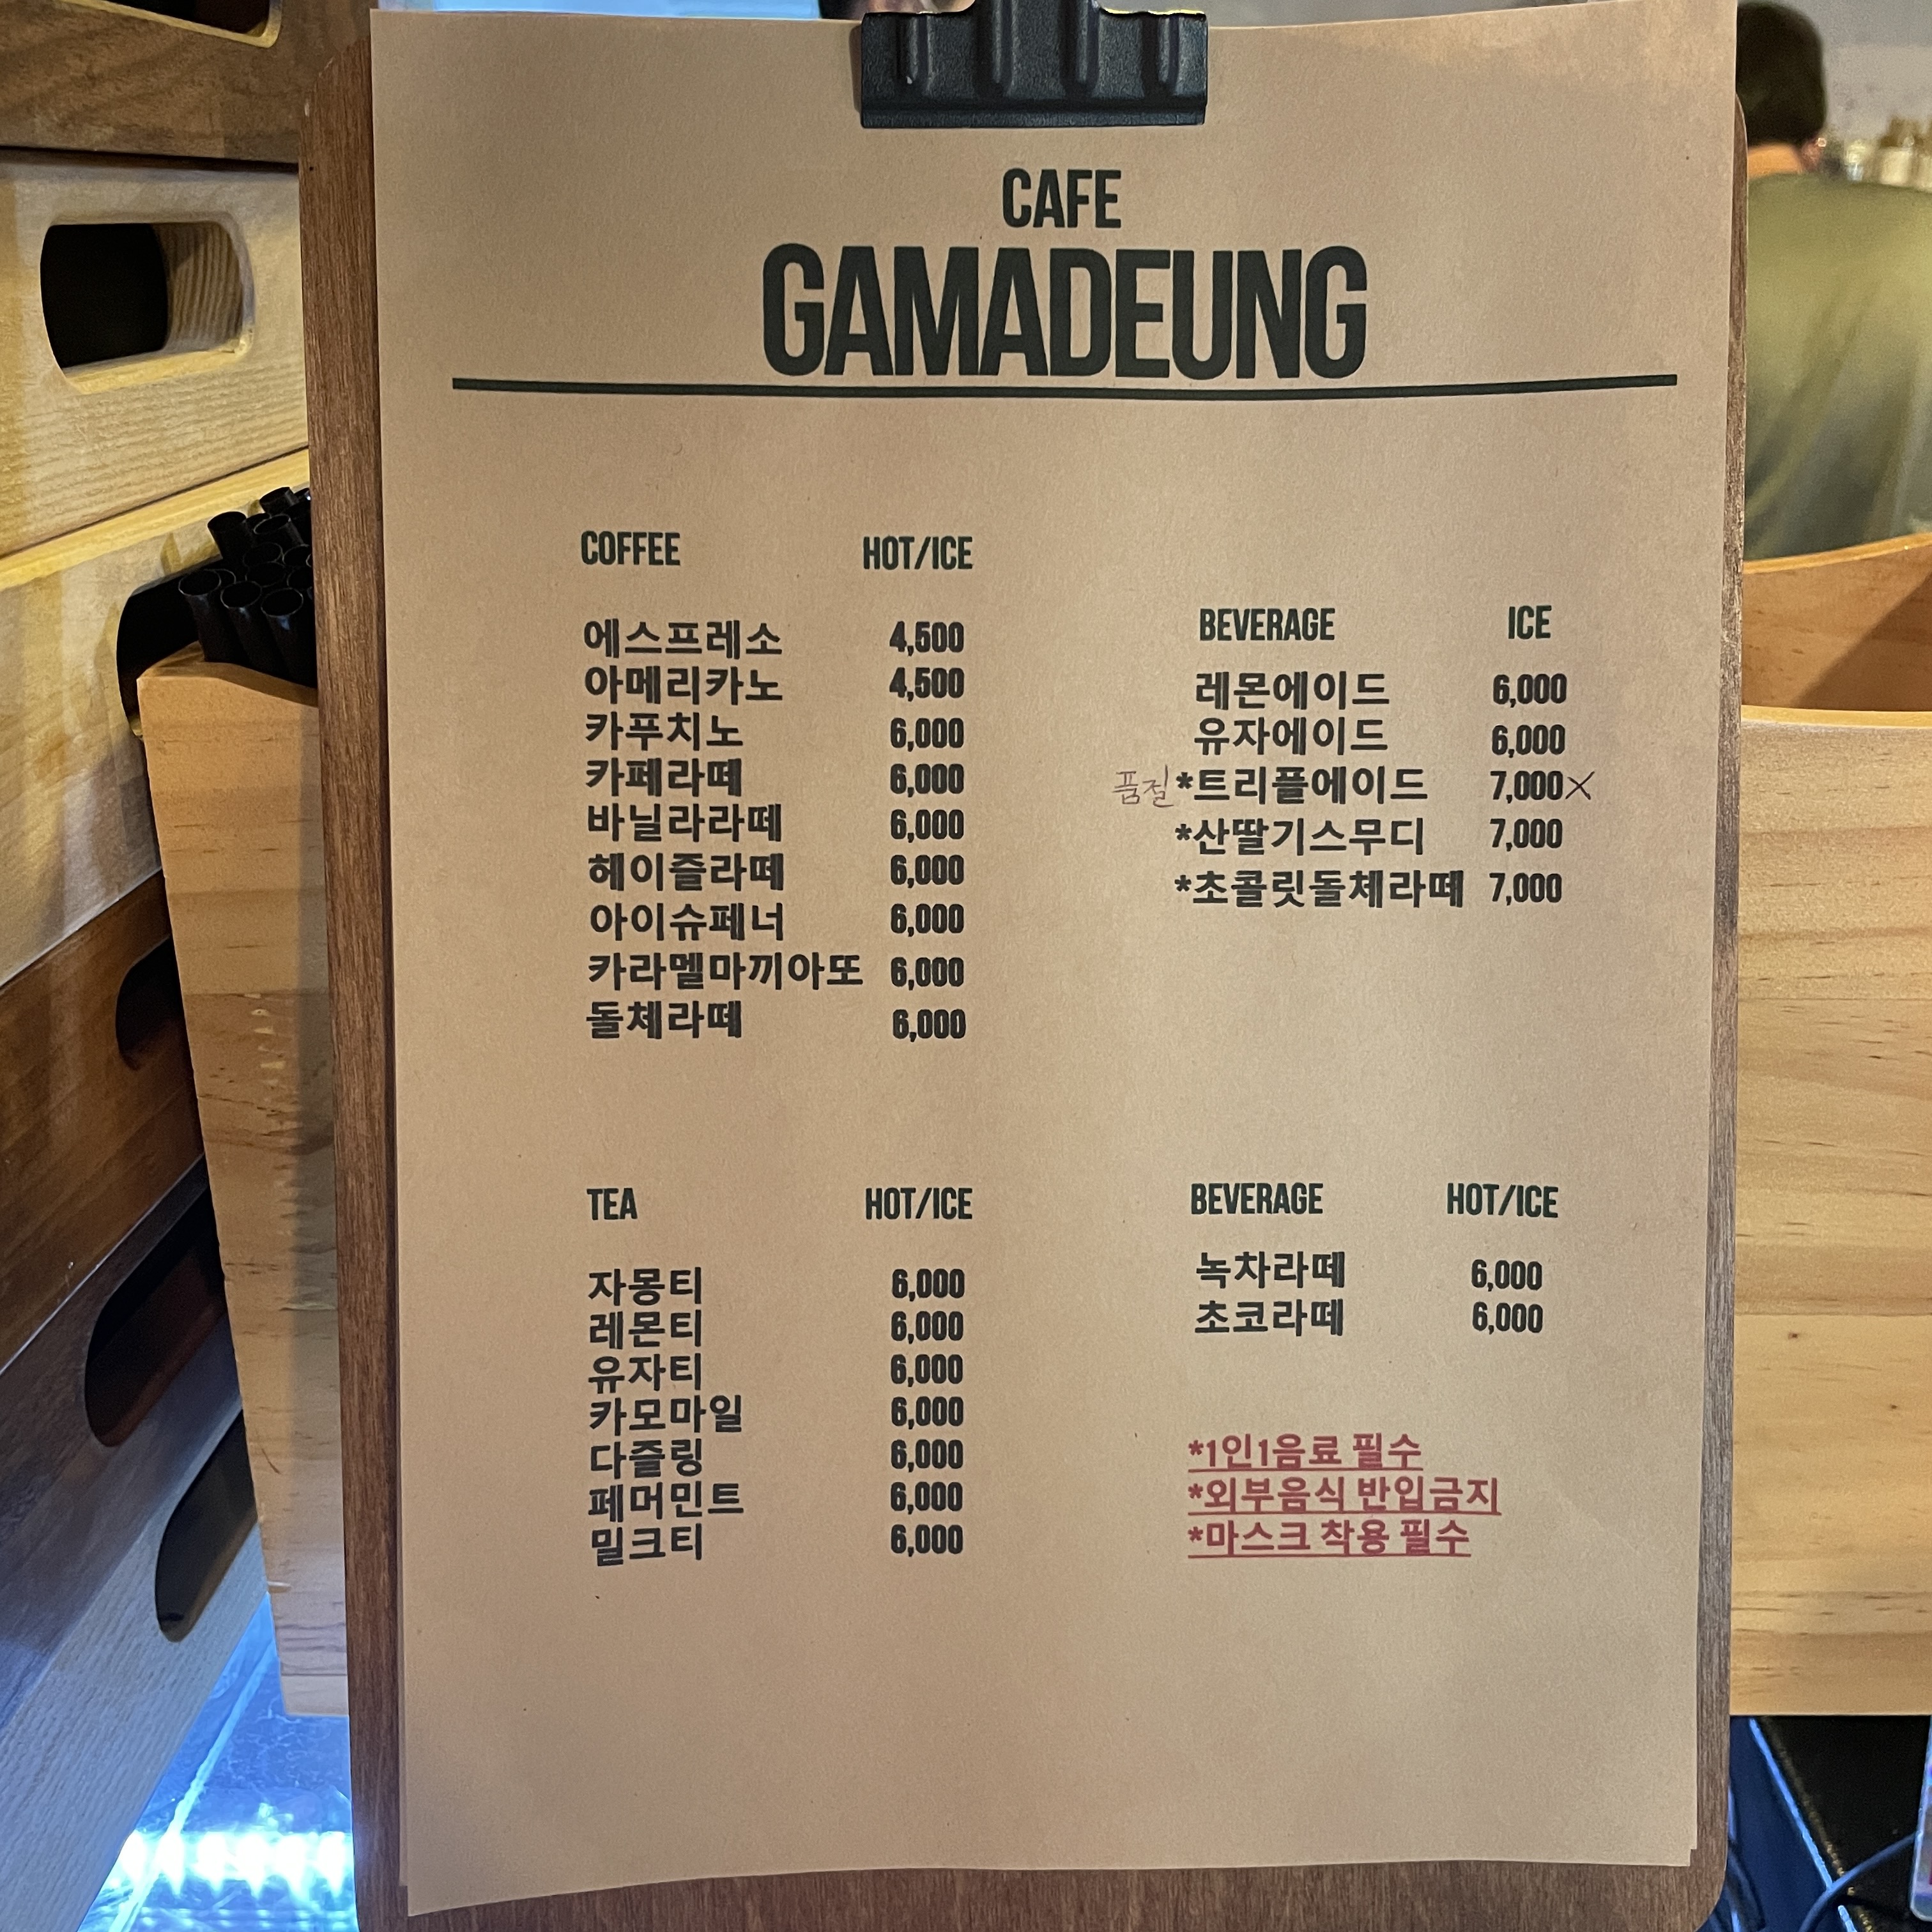 CAFE
GAMADEUNG
COFFEE HOT/ICE
에스프레소 4,500
아메리카노 4,500
카푸치노 6,000
카페라떼 6,000
바닐라라떼 6,000
헤이즐라떼 6,000
아이슈페너 6,000
카라멜마끼아또 6,000
돌체라떼 6,000
BEVERAGE ICE
레몬에이드 6,000
유자에이드 6,000
품절 *트리플에이드 7,000 X
*산딸기스무디 7,000
*초콜릿돌체라떼 7,000
TEA HOT/ICE
자몽티 6,000
레몬티 6,000
유자티 6,000
카모마일 6,000
다즐링 6,000
페머민트 6,000
밀크티 6,000
BEVERAGE HOT/ICE
녹차라떼 6,000
초코라떼 6,000
*1인1음료 필수
*외부음식 반입금지
*마스크 착용 필수